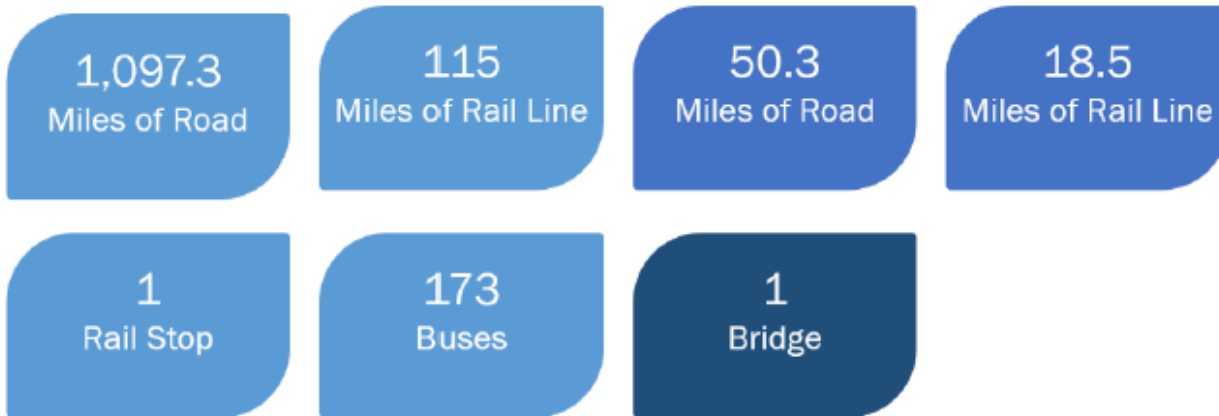 1,097.3
Miles of Road
115
Miles of Rail Line
50.3
Miles of Road
18.5
Miles of Rail Line
1
Rail Stop
173
Buses
1
Bridge